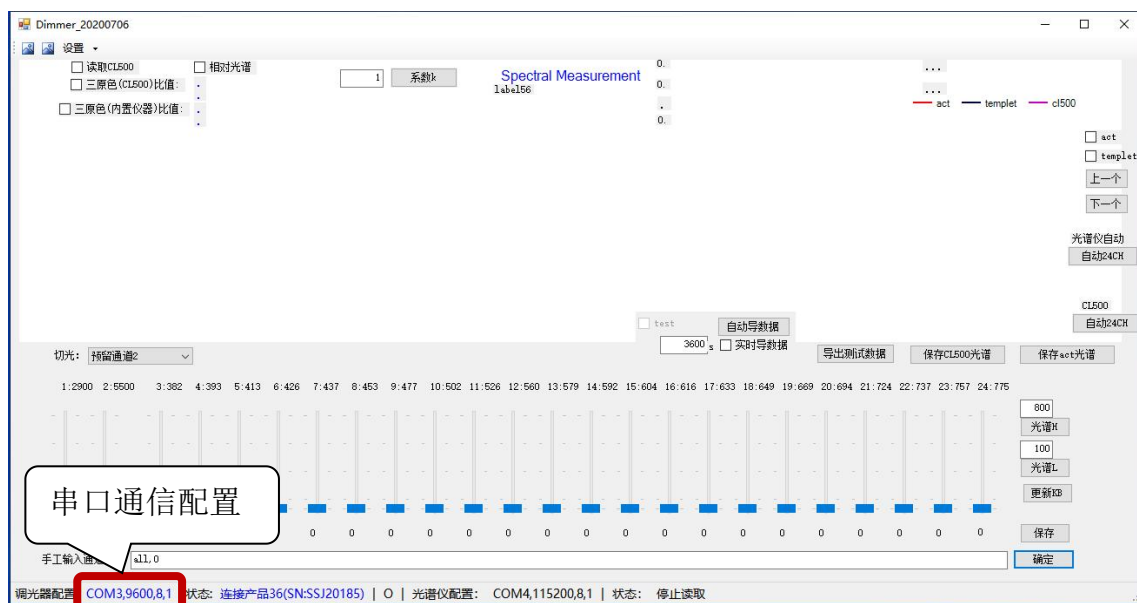 Dimmer_20200706
设置
读取CL500 相对光谱
三原色(CL500)比值:
三原色(内置仪器)比值:
1 系数k
Spectral Measurement
label56
0.
0.
.
0.
...
...
act templet cl500
act
templet
上一个
下一个
光谱仪自动
自动24CH
CL500
自动24CH
test 自动导数据
3600 s 实时导数据
切光: 预留通道2
导出测试数据 保存CL500光谱 保存act光谱
1:2900 2:5500 3:382 4:393 5:413 6:426 7:437 8:453 9:477 10:502 11:526 12:560 13:579 14:592 15:604 16:616 17:633 18:649 19:669 20:694 21:724 22:737 23:757 24:775
800
光谱H
100
光谱L
更新KB
串口通信配置
0 0 0 0 0 0 0 0 0 0 0 0 0 0 0 0 0 0 保存
手工输入通 all,0 确定
调光器配置 COM3,9600,8,1 状态: 连接产品36(SN:SSJ20185) | O | 光谱仪配置: COM4,115200,8,1 | 状态: 停止读取